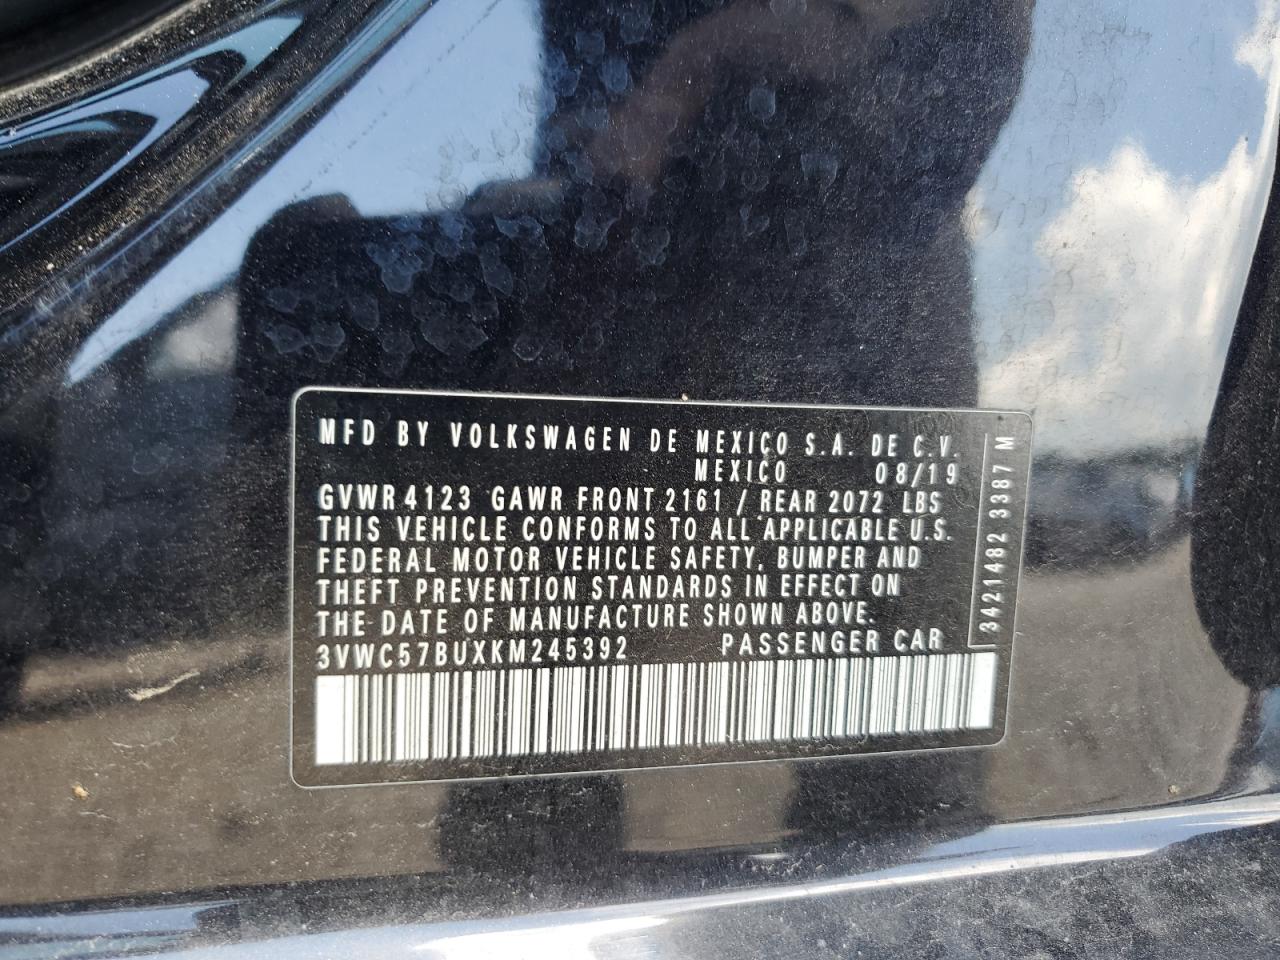 MFD BY VOLKSWAGEN DE MEXICO S.A. DE C.V.
MEXICO 08/19
GVWR 4123 GAWR FRONT 2161 / REAR 2072 LBS
THIS VEHICLE CONFORMS TO ALL APPLICABLE U.S.
FEDERAL MOTOR VEHICLE SAFETY, BUMPER AND
THEFT PREVENTION STANDARDS IN EFFECT ON
THE DATE OF MANUFACTURE SHOWN ABOVE.
3VWC57BUXKM245392 PASSENGER CAR
3421482 3387 M